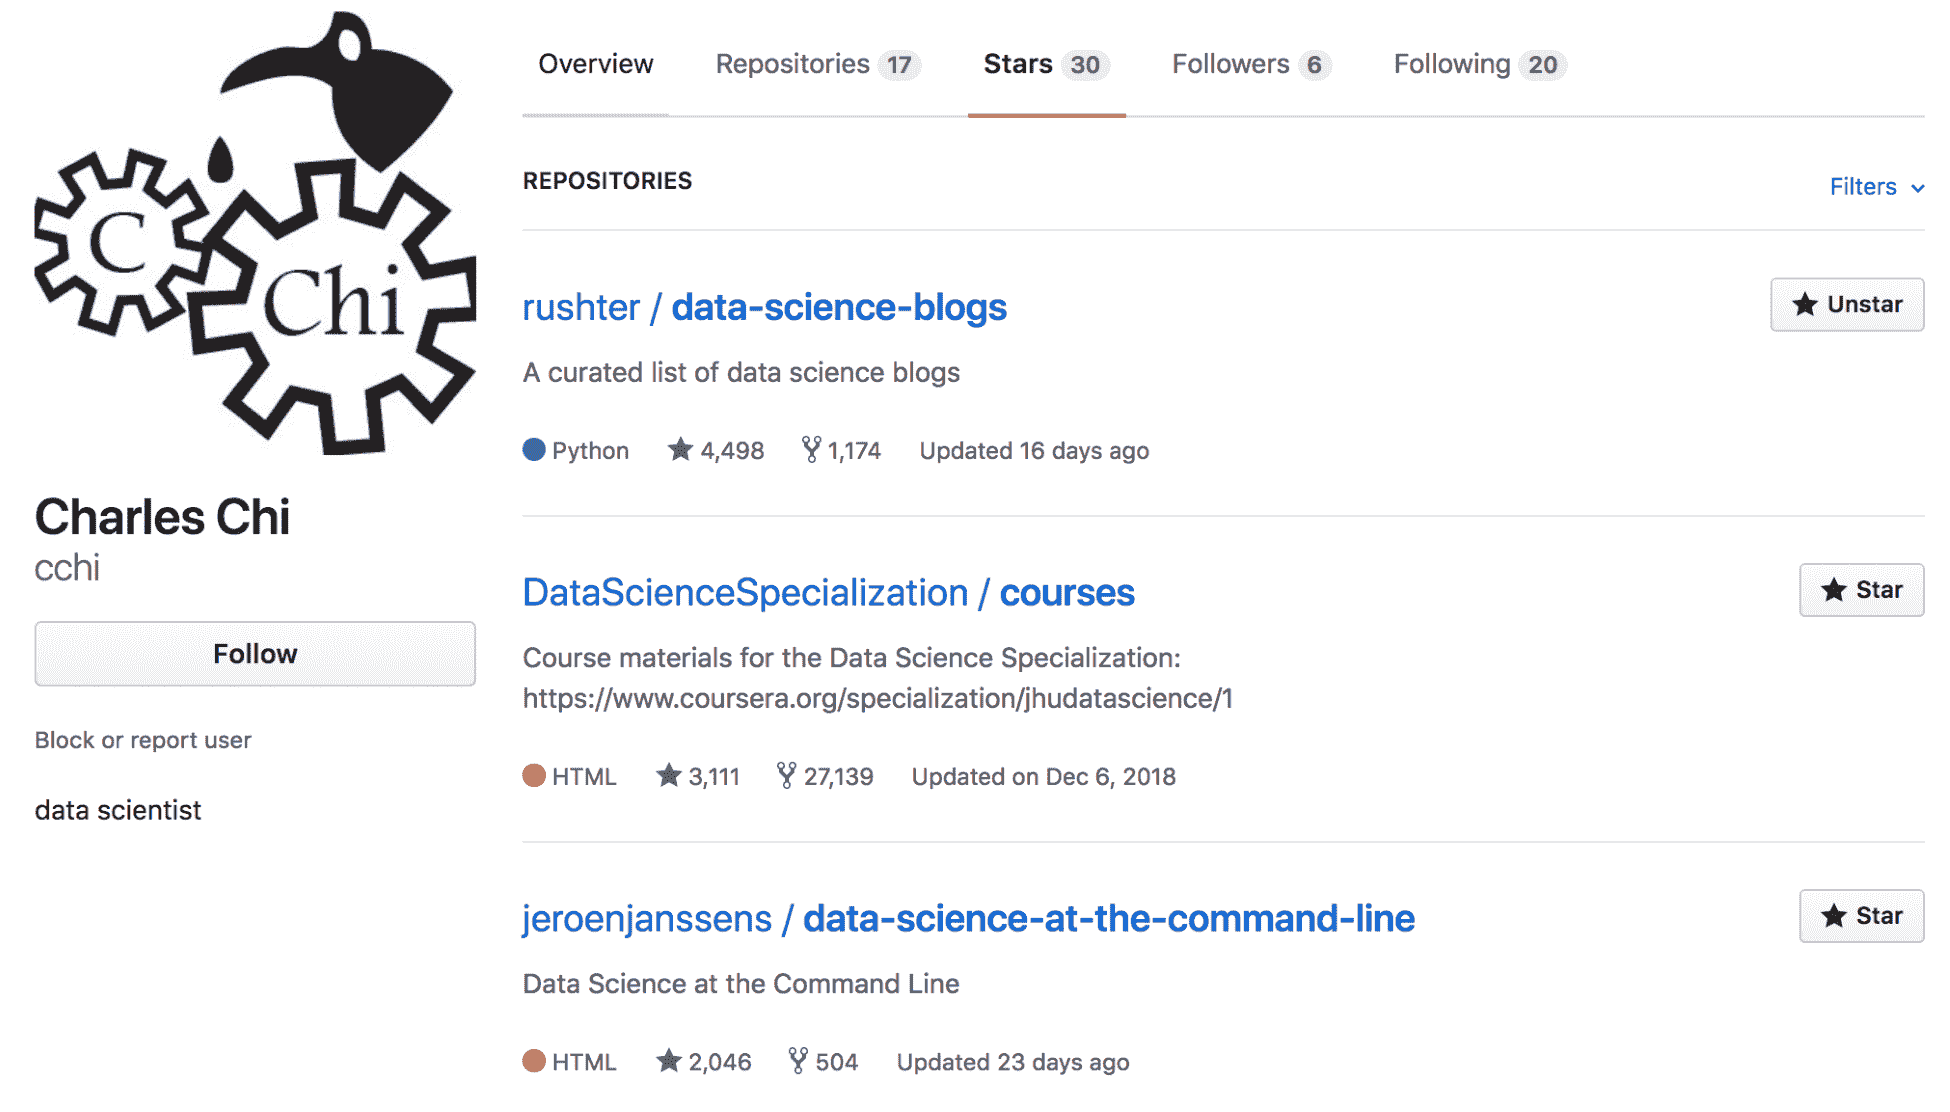 Overview Repositories 17 Stars 30 Followers 6 Following 20
C
Chi
Charles Chi
cchi
Follow
Block or report user
data scientist
REPOSITORIES
Filters
rushter / data-science-blogs
Unstar
A curated list of data science blogs
Python 4,498 1,174 Updated 16 days ago
DataScienceSpecialization / courses
Star
Course materials for the Data Science Specialization:
https://www.coursera.org/specialization/jhudatascience/1
HTML 3,111 27,139 Updated on Dec 6, 2018
jeroenjanssens / data-science-at-the-command-line
Star
Data Science at the Command Line
HTML 2,046 504 Updated 23 days ago